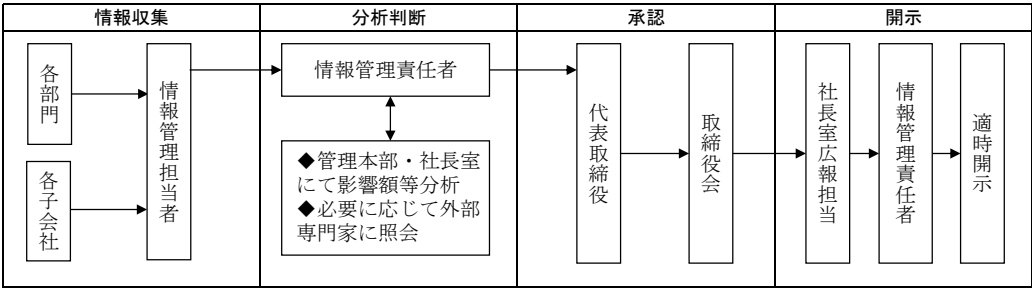 情報収集
分析判断
承認
開示
各部門
各子会社
情報管理担当者
情報管理責任者
◆管理本部・社長室
にて影響額等分析
◆必要に応じて外部
専門家に照会
代表取締役
取締役会
社長室広報担当
情報管理責任者
適時開示